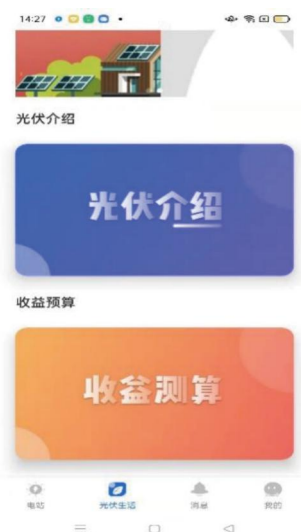 14:27
光伏介绍
光伏介绍
收益预算
收益测算
电站
光伏生活
消息
我的